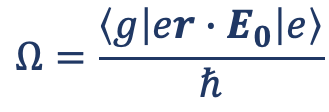 Ω = ⟨g|er · E₀|e⟩ / ħ